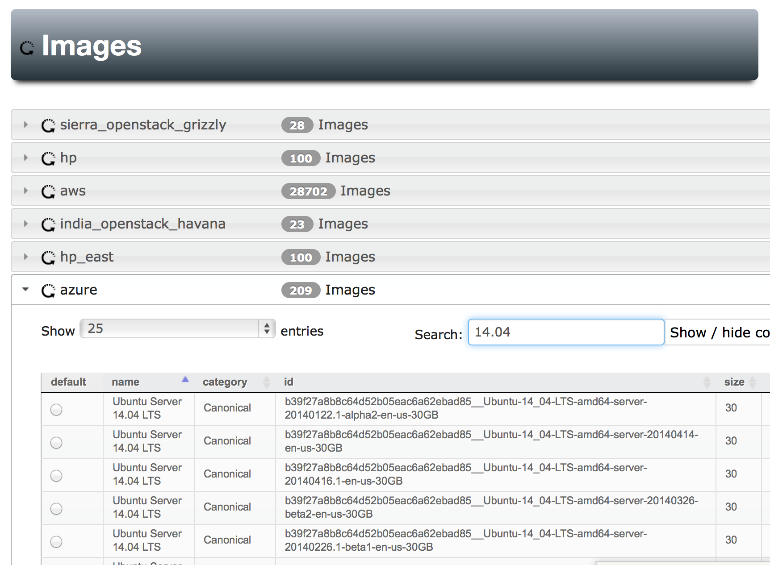 Images
sierra_openstack_grizzly 28 Images
hp 100 Images
aws 28702 Images
india_openstack_havana 23 Images
hp_east 100 Images
azure 209 Images
Show 25 entries Search: 14.04 Show / hide co
default name category id size
Ubuntu Server b39f27a8b8c64d52b05eac6a62ebad85__Ubuntu-14_04-LTS-amd64-server-
14.04 LTS Canonical 20140122.1-alpha2-en-us-30GB 30
Ubuntu Server b39f27a8b8c64d52b05eac6a62ebad85__Ubuntu-14_04-LTS-amd64-server-20140414-
14.04 LTS Canonical en-us-30GB 30
Ubuntu Server b39f27a8b8c64d52b05eac6a62ebad85__Ubuntu-14_04-LTS-amd64-server-
14.04 LTS Canonical 20140416.1-en-us-30GB 30
Ubuntu Server b39f27a8b8c64d52b05eac6a62ebad85__Ubuntu-14_04-LTS-amd64-server-20140326-
14.04 LTS Canonical beta2-en-us-30GB 30
Ubuntu Server b39f27a8b8c64d52b05eac6a62ebad85__Ubuntu-14_04-LTS-amd64-server-
14.04 LTS Canonical 20140226.1-beta1-en-us-30GB 30